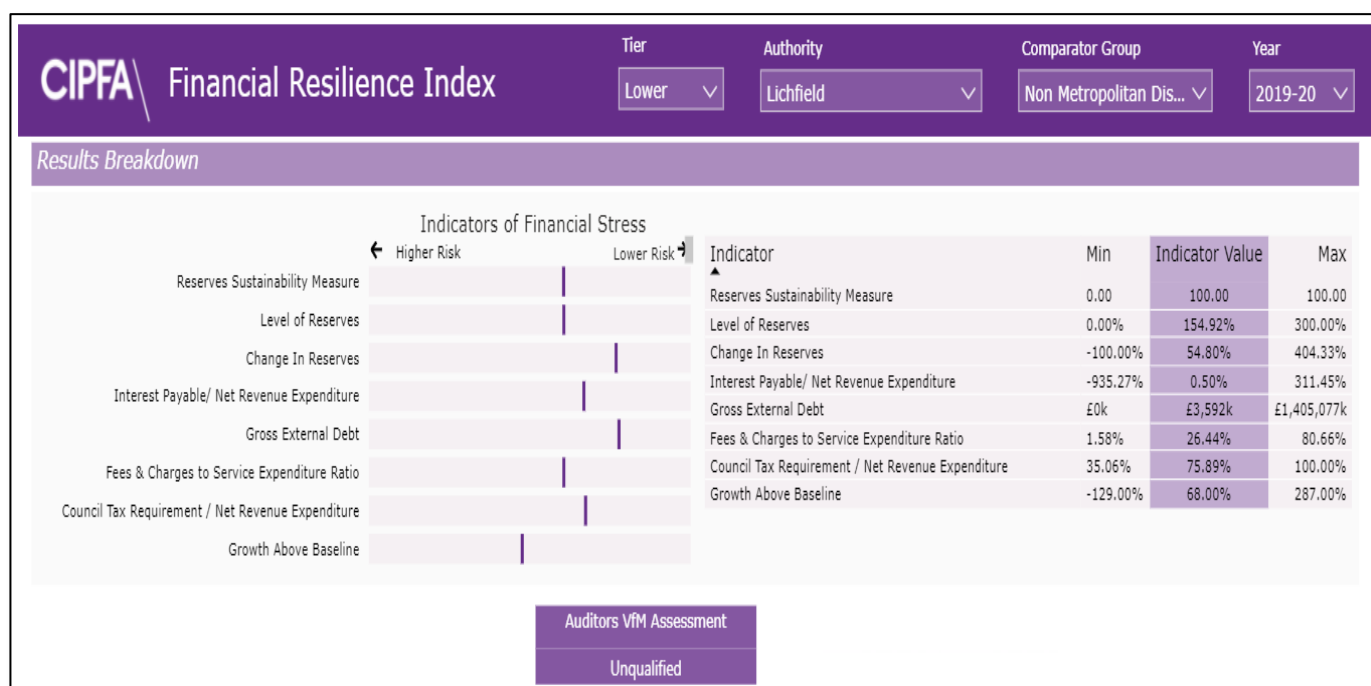 CIPFA\ Financial Resilience Index
Tier Authority Comparator Group Year
Lower Lichfield Non Metropolitan Dis... 2019-20
Results Breakdown
Indicators of Financial Stress
Higher Risk Lower Risk
Reserves Sustainability Measure
Level of Reserves
Change In Reserves
Interest Payable/ Net Revenue Expenditure
Gross External Debt
Fees & Charges to Service Expenditure Ratio
Council Tax Requirement / Net Revenue Expenditure
Growth Above Baseline
Indicator Min Indicator Value Max
Reserves Sustainability Measure 0.00 100.00 100.00
Level of Reserves 0.00% 154.92% 300.00%
Change In Reserves -100.00% 54.80% 404.33%
Interest Payable/ Net Revenue Expenditure -935.27% 0.50% 311.45%
Gross External Debt £0k £3,592k £1,405,077k
Fees & Charges to Service Expenditure Ratio 1.58% 26.44% 80.66%
Council Tax Requirement / Net Revenue Expenditure 35.06% 75.89% 100.00%
Growth Above Baseline -129.00% 68.00% 287.00%
Auditors VfM Assessment
Unqualified